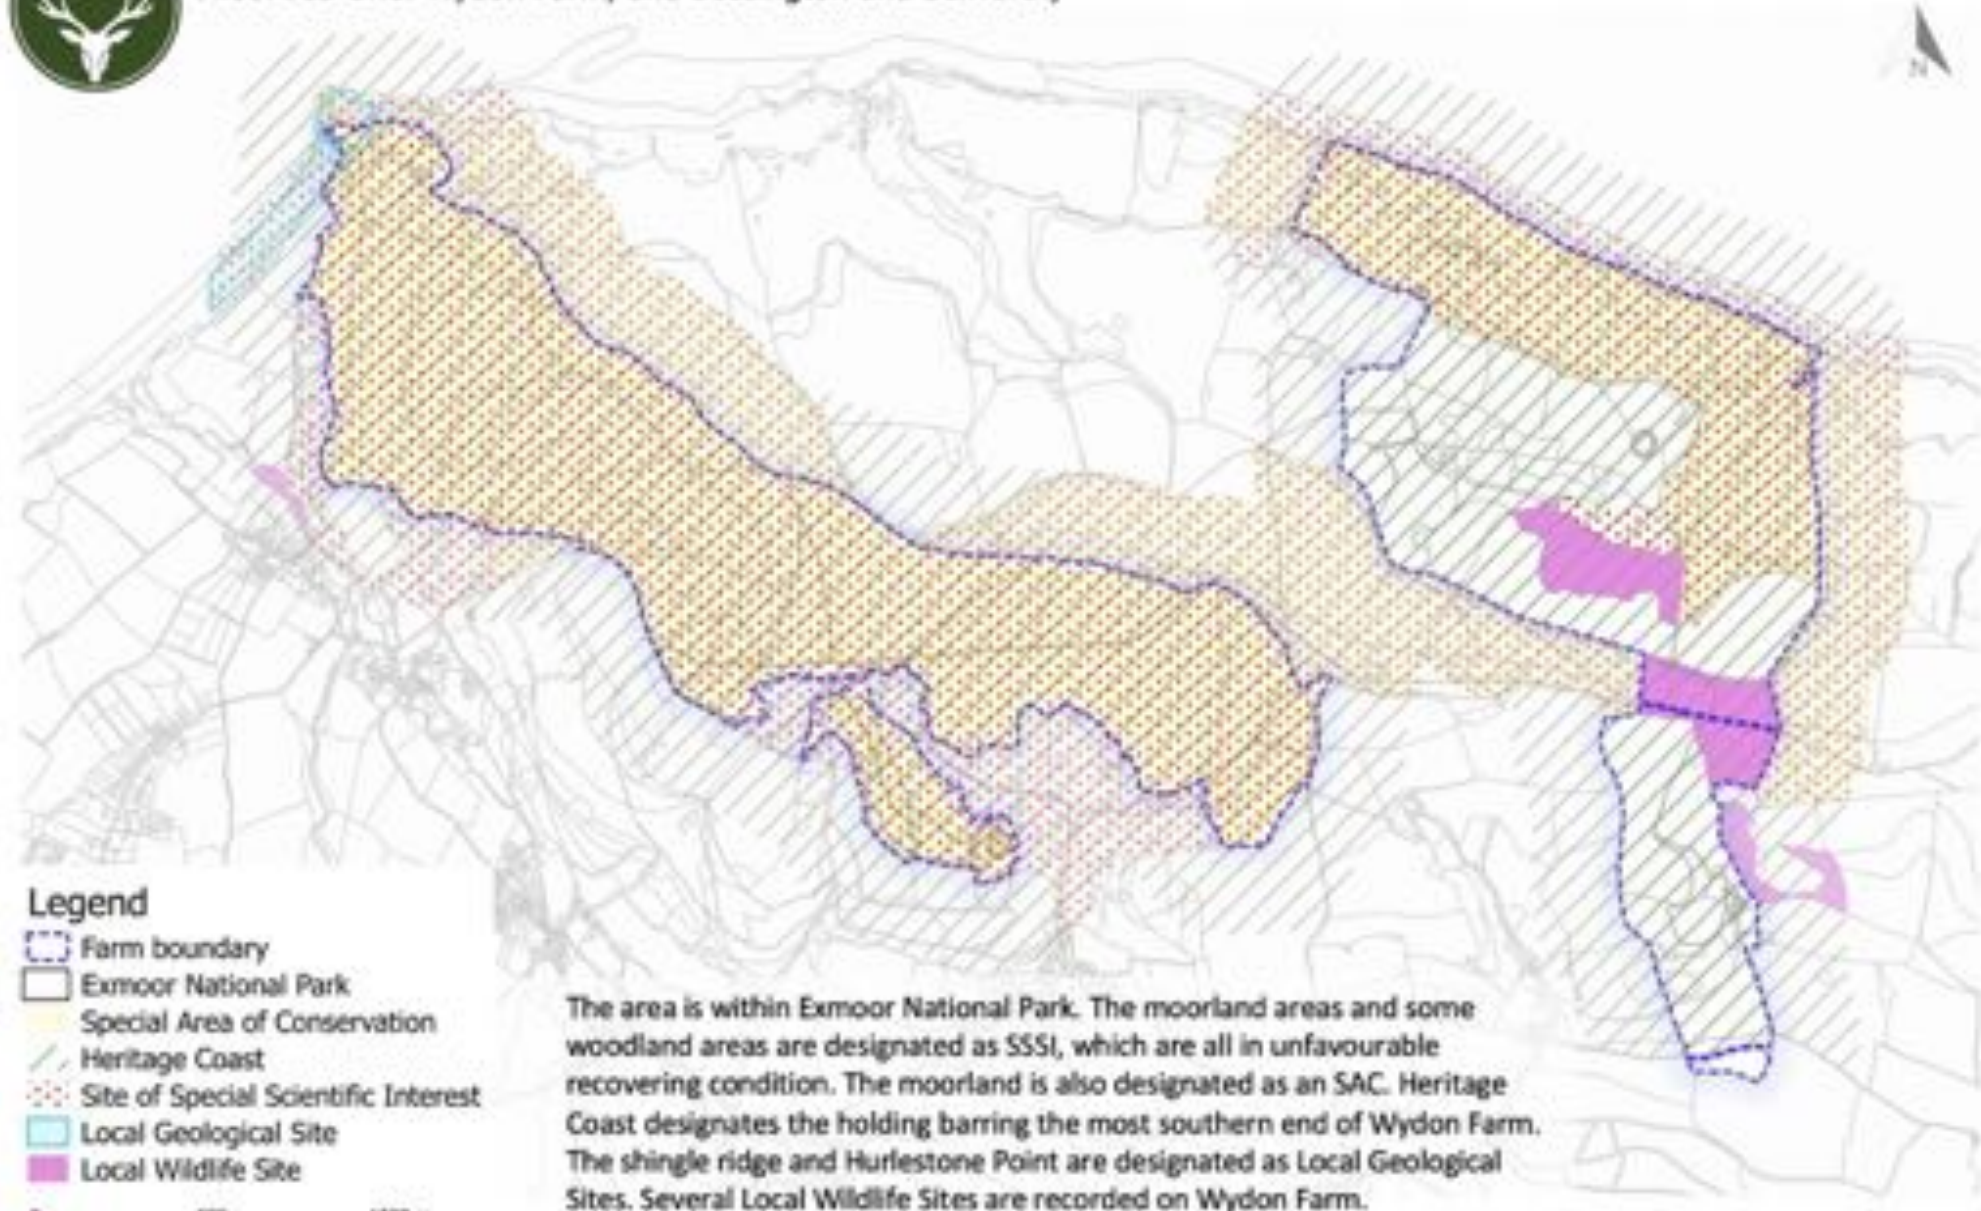 N
Legend
Farm boundary
Exmoor National Park
Special Area of Conservation
Heritage Coast
Site of Special Scientific Interest
Local Geological Site
Local Wildlife Site
The area is within Exmoor National Park. The moorland areas and some
woodland areas are designated as SSSI, which are all in unfavourable
recovering condition. The moorland is also designated as an SAC. Heritage
Coast designates the holding barring the most southern end of Wydon Farm.
The shingle ridge and Hurlestone Point are designated as Local Geological
Sites. Several Local Wildlife Sites are recorded on Wydon Farm.